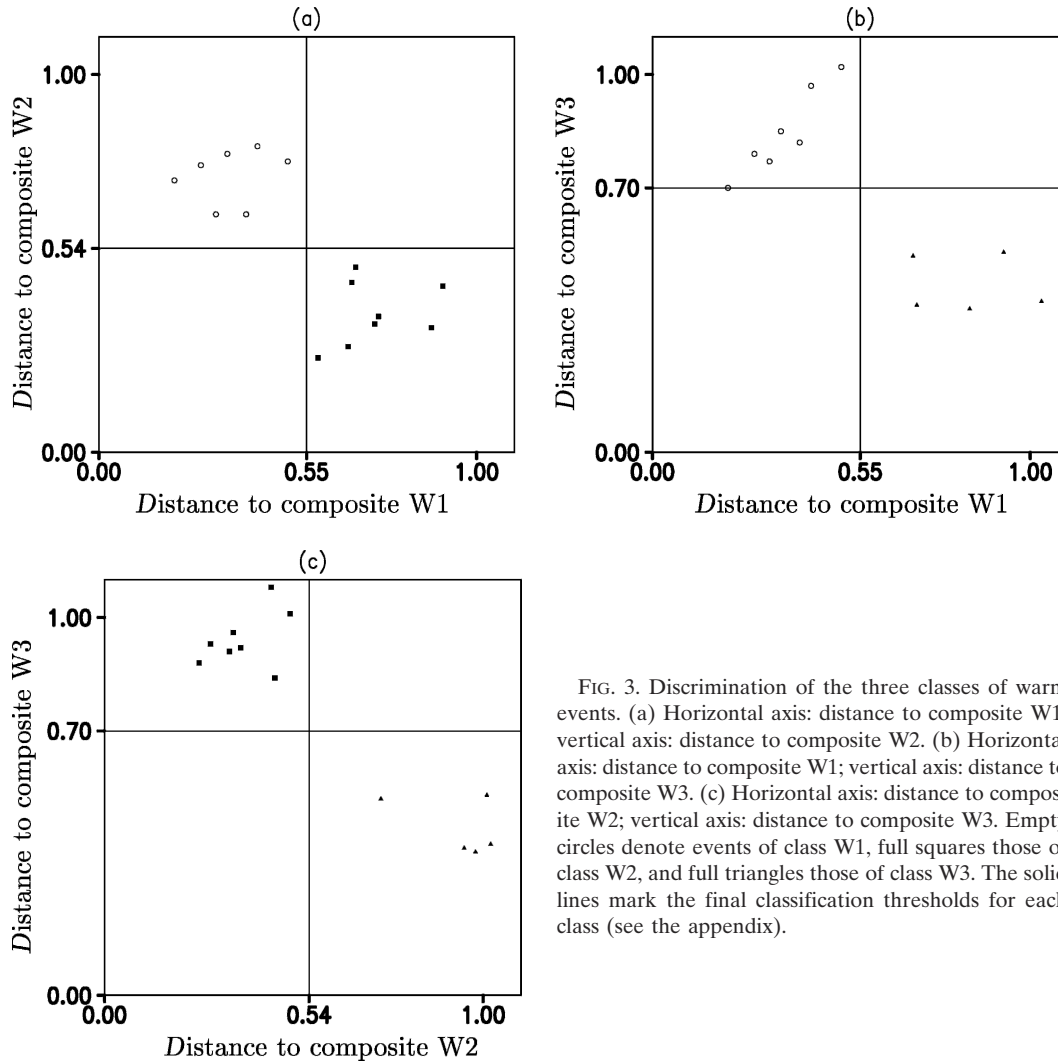 (a)
1.00
0.54
0.00
0.00 0.55 1.00
Distance to composite W2
Distance to composite W1
(b)
1.00
0.70
0.00
0.00 0.55 1.00
Distance to composite W3
Distance to composite W1
(c)
1.00
0.70
0.00
0.00 0.54 1.00
Distance to composite W3
Distance to composite W2
FIG. 3. Discrimination of the three classes of warm
events. (a) Horizontal axis: distance to composite W1
vertical axis: distance to composite W2. (b) Horizonta
axis: distance to composite W1; vertical axis: distance to
composite W3. (c) Horizontal axis: distance to compos
ite W2; vertical axis: distance to composite W3. Empty
circles denote events of class W1, full squares those o
class W2, and full triangles those of class W3. The solid
lines mark the final classification thresholds for each
class (see the appendix).